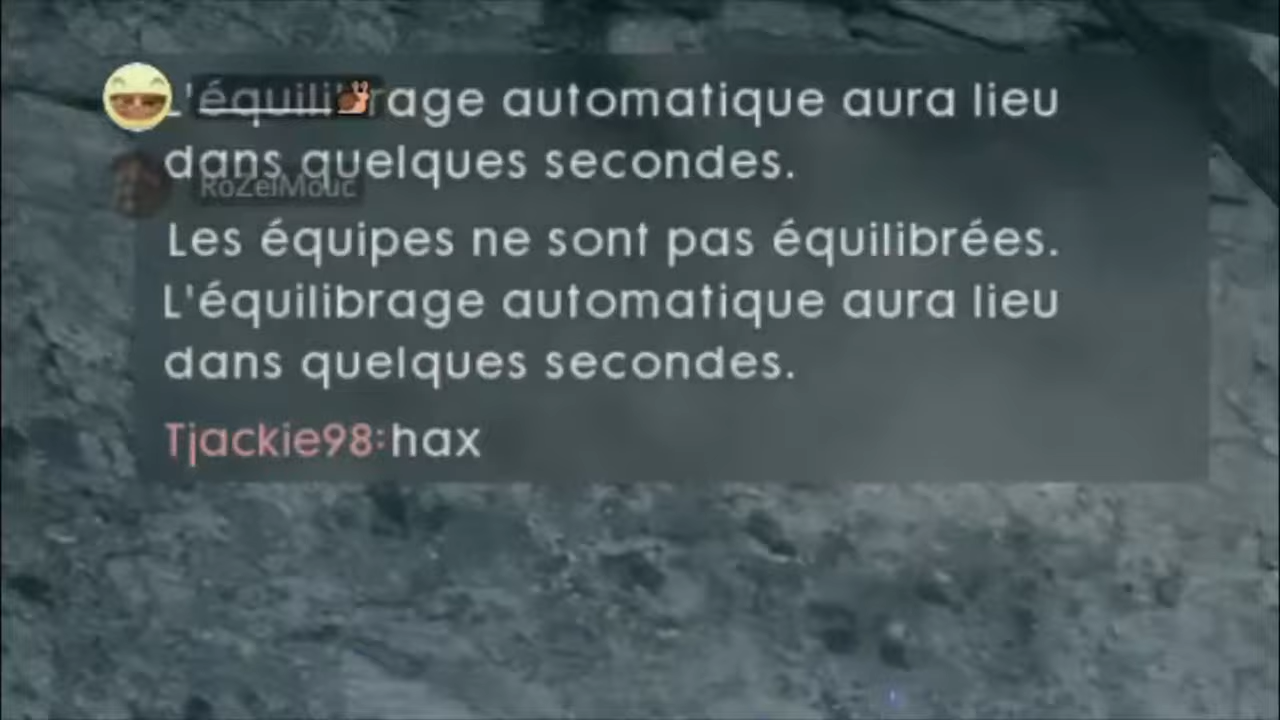 L'équilibrage automatique aura lieu
dans quelques secondes.
RoZelMouc
Les équipes ne sont pas équilibrées.
L'équilibrage automatique aura lieu
dans quelques secondes.
Tjackie98:hax